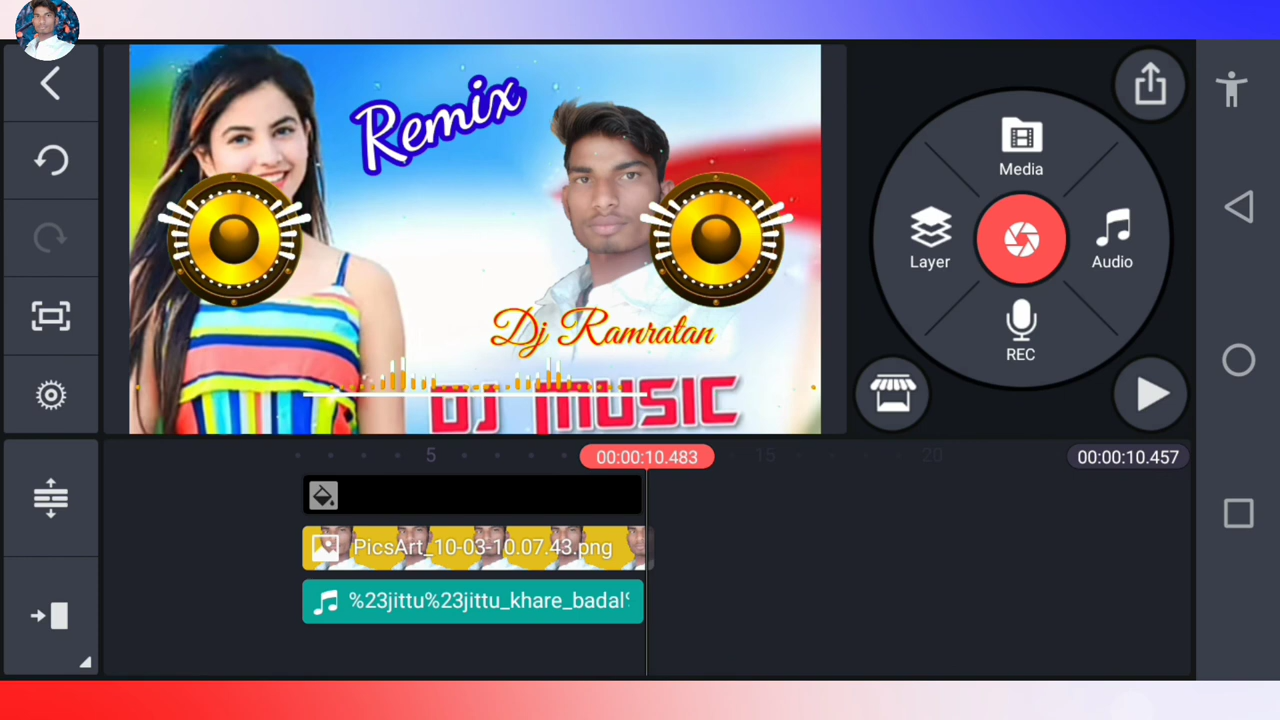 Remix
Dj Ramratan
DJ MUSIC
Media
Layer
Audio
REC
5
00:00:10.483
15
20
00:00:10.457
PicsArt_10-03-10.07.43.png
%23jittu%23jittu_khare_badal%